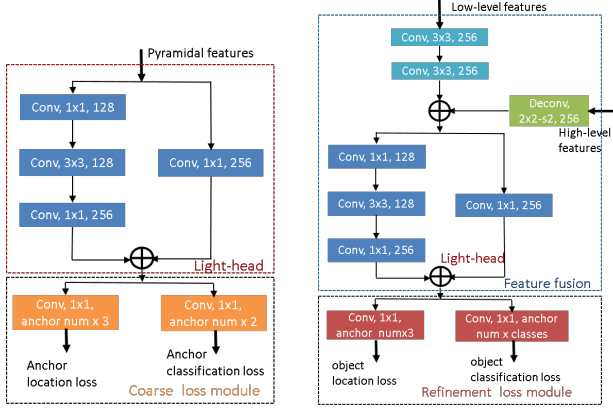 Pyramidal features
Conv, 1x1, 128
Conv, 3x3, 128
Conv, 1x1, 256
Conv, 1x1, 256
Light-head
Conv, 1x1,
anchor num x 3
Conv, 1x1,
anchor num x 2
Anchor
location loss
Anchor
classification loss
Coarse loss module
Low-level features
Conv, 3x3, 256
Conv, 3x3, 256
Deconv,
2x2-s2, 256
High-level
features
Conv, 1x1, 128
Conv, 3x3, 128
Conv, 1x1, 256
Conv, 1x1, 256
Light-head
Feature fusion
Conv, 1x1,
anchor numx3
Conv, 1x1, anchor
num x classes
object
location loss
object
classification loss
Refinement loss module